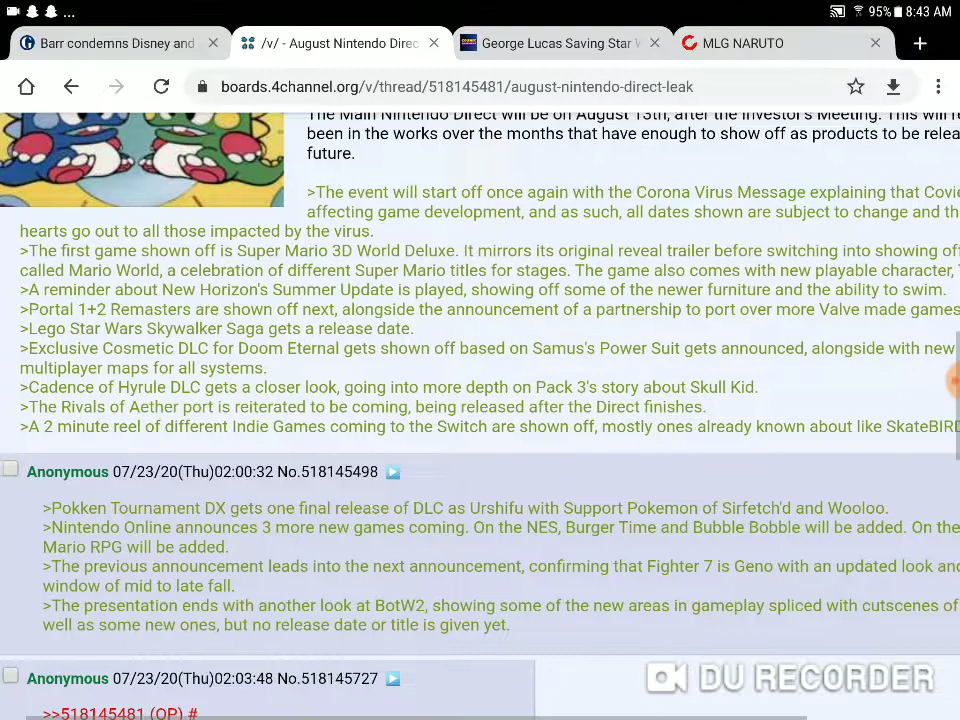 95% 8:43 AM
Barr condemns Disney and
/v/ - August Nintendo Direc
George Lucas Saving Star W
MLG NARUTO
boards.4channel.org/v/thread/518145481/august-nintendo-direct-leak
The Main Nintendo Direct will be on August 13th, after the Investor's Meeting. This will
been in the works over the months that have enough to show off as products to be relea
future.
>The event will start off once again with the Corona Virus Message explaining that Covi
affecting game development, and as such, all dates shown are subject to change and th
hearts go out to all those impacted by the virus.
>The first game shown off is Super Mario 3D World Deluxe. It mirrors its original reveal trailer before switching into showing of
called Mario World, a celebration of different Super Mario titles for stages. The game also comes with new playable character,
>A reminder about New Horizon's Summer Update is played, showing off some of the newer furniture and the ability to swim.
>Portal 1+2 Remasters are shown off next, alongside the announcement of a partnership to port over more Valve made games
>Lego Star Wars Skywalker Saga gets a release date.
>Exclusive Cosmetic DLC for Doom Eternal gets shown off based on Samus's Power Suit gets announced, alongside with new
multiplayer maps for all systems.
>Cadence of Hyrule DLC gets a closer look, going into more depth on Pack 3's story about Skull Kid.
>The Rivals of Aether port is reiterated to be coming, being released after the Direct finishes.
>A 2 minute reel of different Indie Games coming to the Switch are shown off, mostly ones already known about like SkateBIRD
Anonymous 07/23/20(Thu)02:00:32 No.518145498
>Pokken Tournament DX gets one final release of DLC as Urshifu with Support Pokemon of Sirfetch'd and Wooloo.
>Nintendo Online announces 3 more new games coming. On the NES, Burger Time and Bubble Bobble will be added. On the
Mario RPG will be added.
>The previous announcement leads into the next announcement, confirming that Fighter 7 is Geno with an updated look and
window of mid to late fall.
>The presentation ends with another look at BotW2, showing some of the new areas in gameplay spliced with cutscenes of
well as some new ones, but no release date or title is given yet.
Anonymous 07/23/20(Thu)02:03:48 No.518145727
>>518145481 (OP) #
DU RECORDER